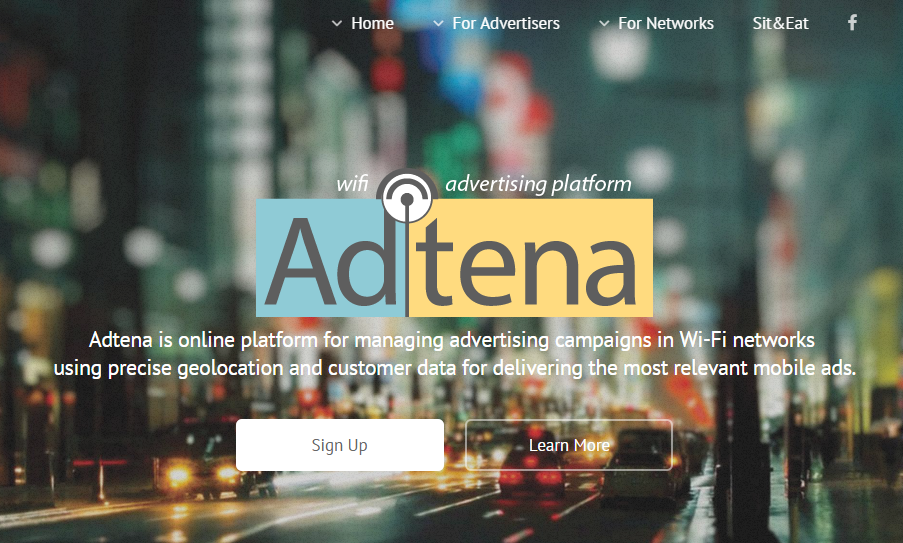 Home For Advertisers For Networks Sit&Eat f
wifi advertising platform
Adtena
Adtena is online platform for managing advertising campaigns in Wi-Fi networks
using precise geolocation and customer data for delivering the most relevant mobile ads.
Sign Up Learn More